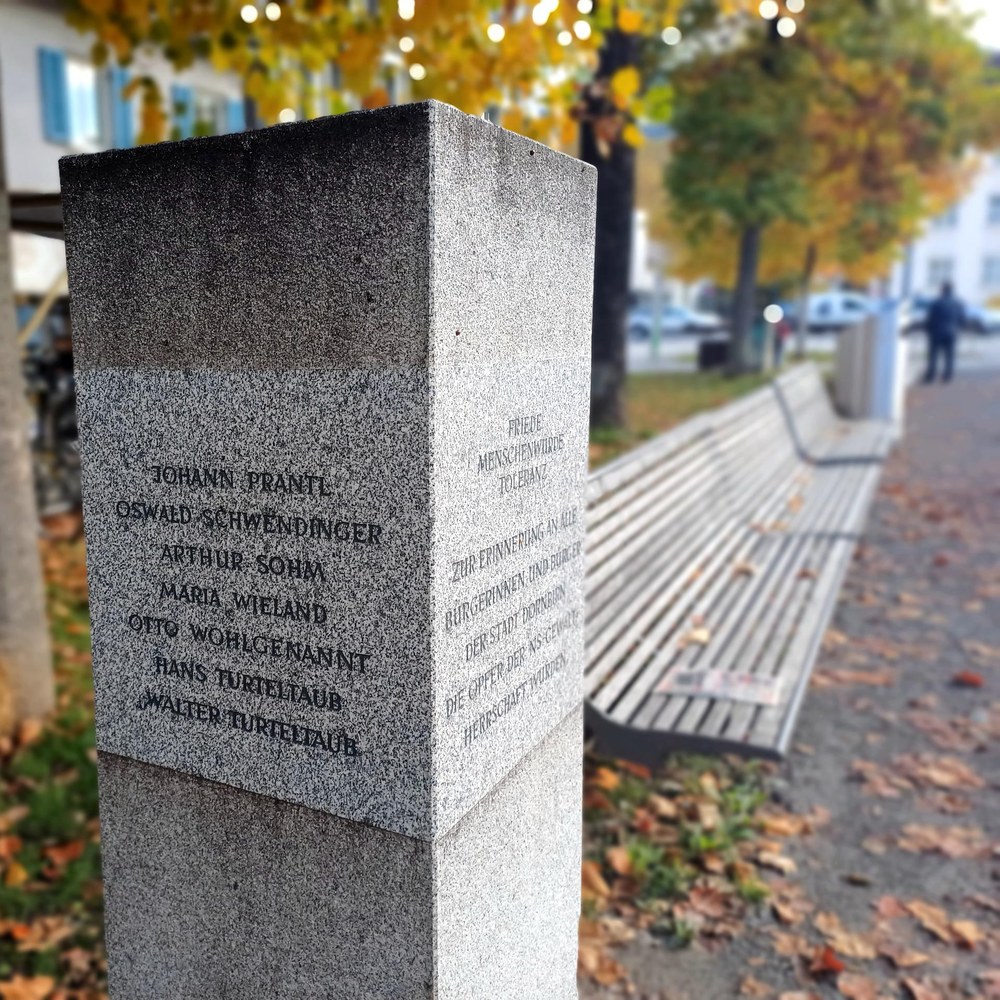 JOHANN PRANTL
OSWALD SCHWENDINGER
ARTHUR SOHM
MARIA WIELAND
OTTO WOHLGENANNT
HANS TURTELTAUB
WALTER TURTELTAUB
FRIEDE
MENSCHENWÜRDE
TOLERANZ
ZUR ERINNERUNG AN ALLE
BÜRGERINNEN UND BÜRGER
DER STADT DORNBIRN,
DIE OPFER DER NS-GEWALT-
HERRSCHAFT WURDEN.